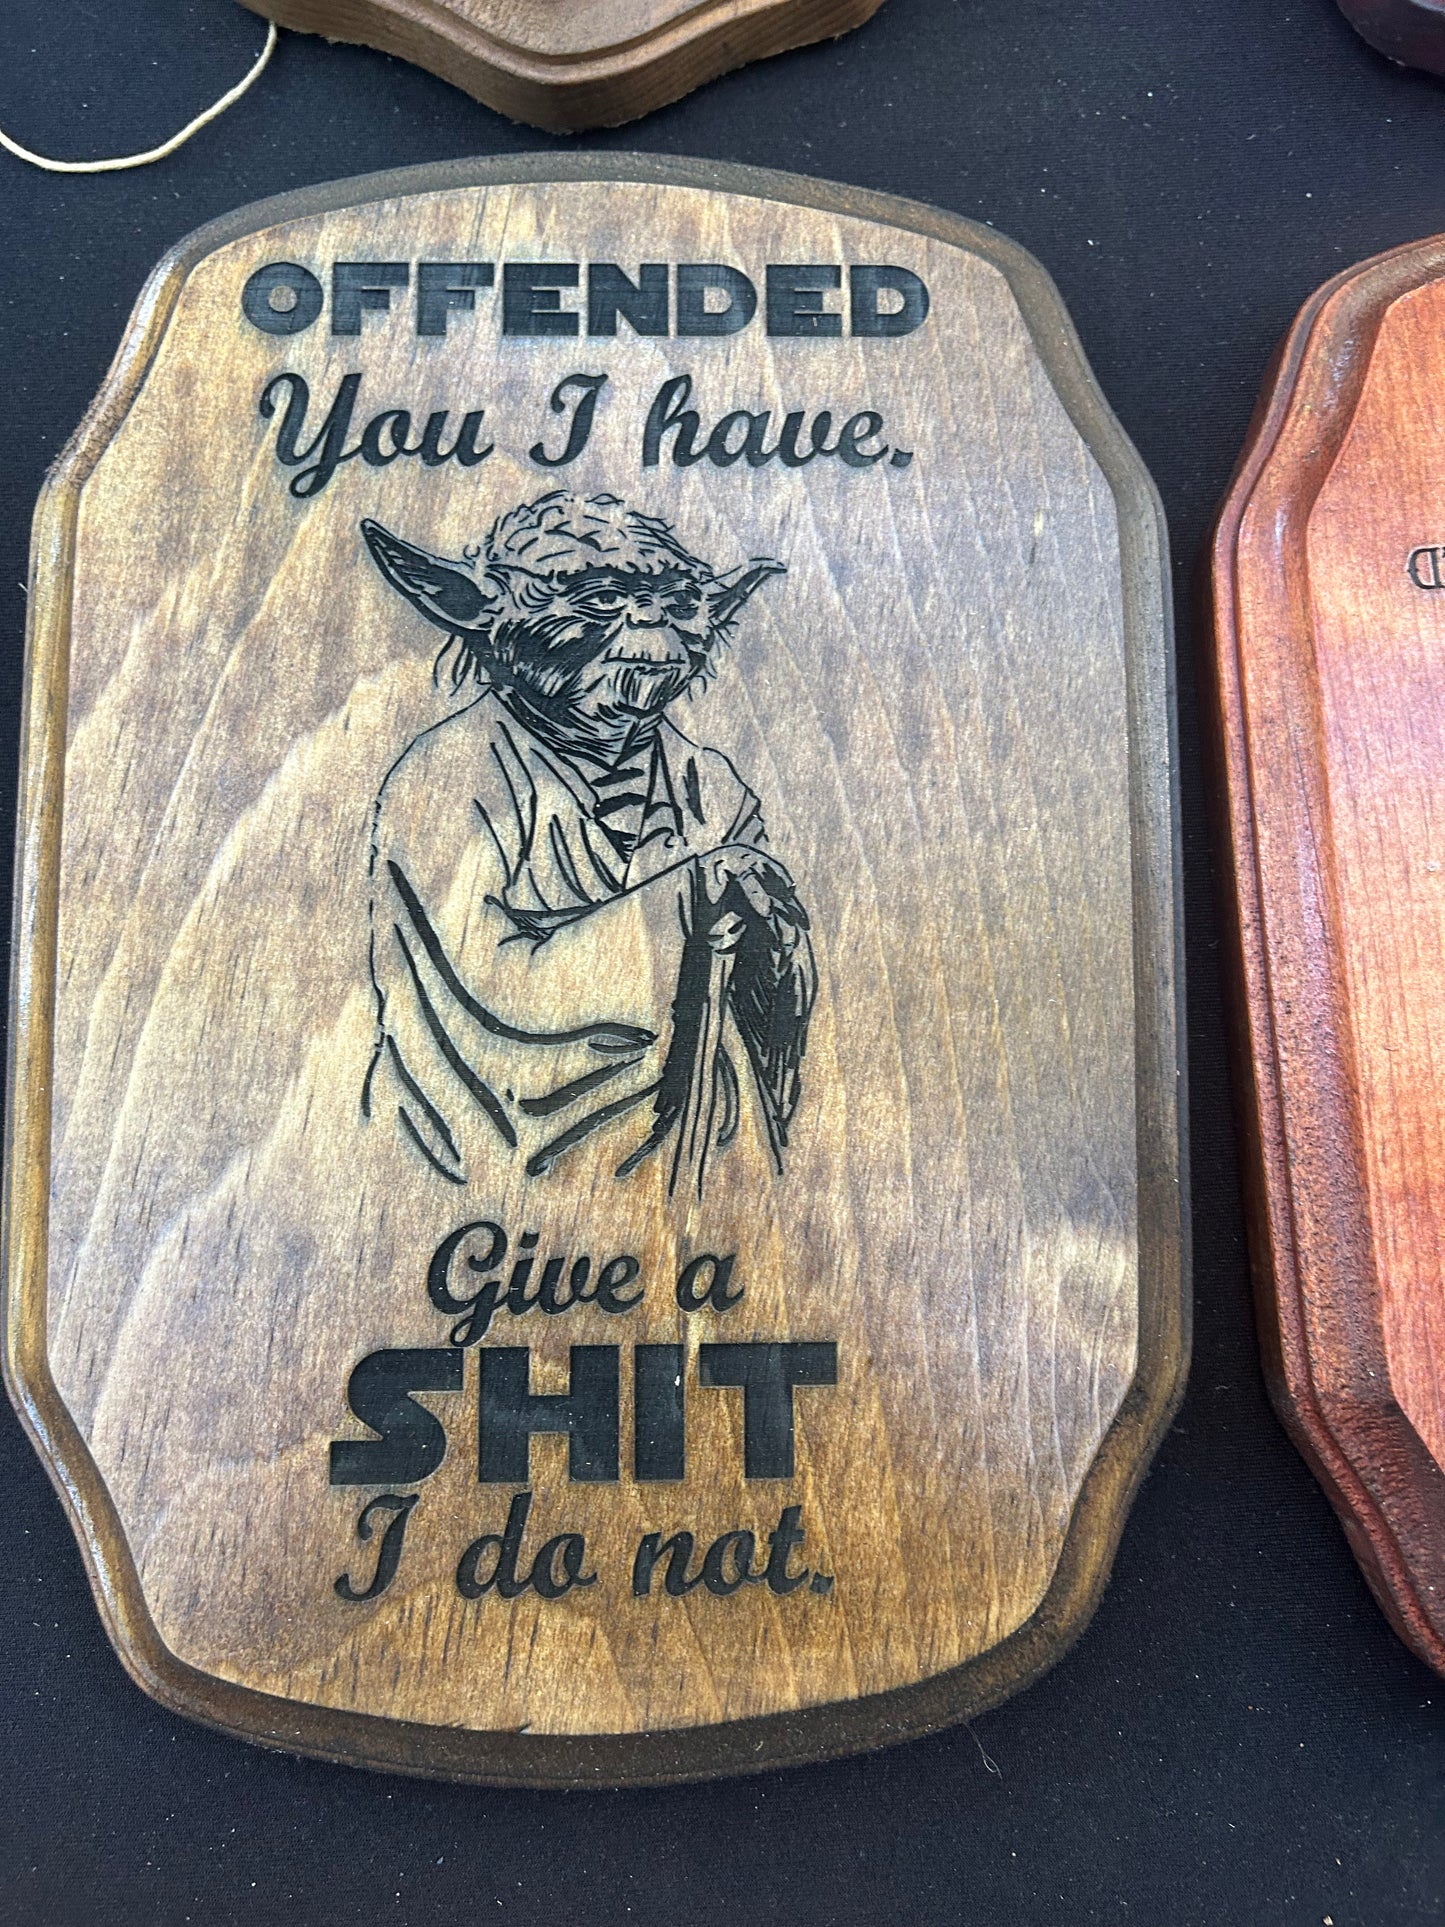 OFFENDED
You I have.
Give a
SHIT
I do not.